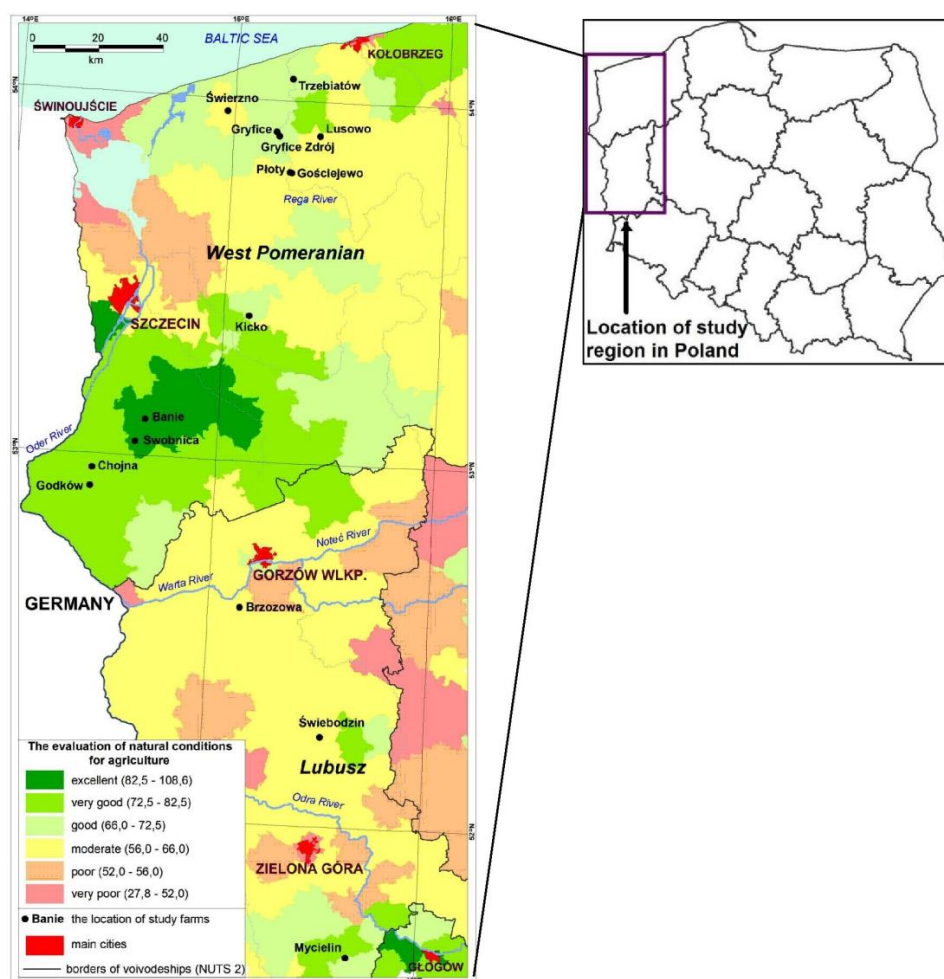 14°E
15°E
16°E
0 20 40
km
BALTIC SEA
KOŁOBRZEG
Trzebiatów
54°N
54°N
ŚWINOUJŚCIE
Świerzno
Gryfice
Lusowo
Gryfice Zdrój
Płoty
Gościejewo
Rega River
West Pomeranian
SZCZECIN
Kicko
Banie
Oder River
Swobnica
53°N
53°N
Chojna
Godków
Noteć River
Warta River
GORZÓW WLKP.
GERMANY
Brzozowa
Świebodzin
Lubusz
Odra River
52°N
ZIELONA GÓRA
Mycielin
GŁOGÓW
The evaluation of natural conditions
for agriculture
excellent (82,5 - 108,6)
very good (72,5 - 82,5)
good (66,0 - 72,5)
moderate (56,0 - 66,0)
poor (52,0 - 56,0)
very poor (27,8 - 52,0)
Banie the location of study farms
main cities
borders of voivodeships (NUTS 2)
Location of study
region in Poland